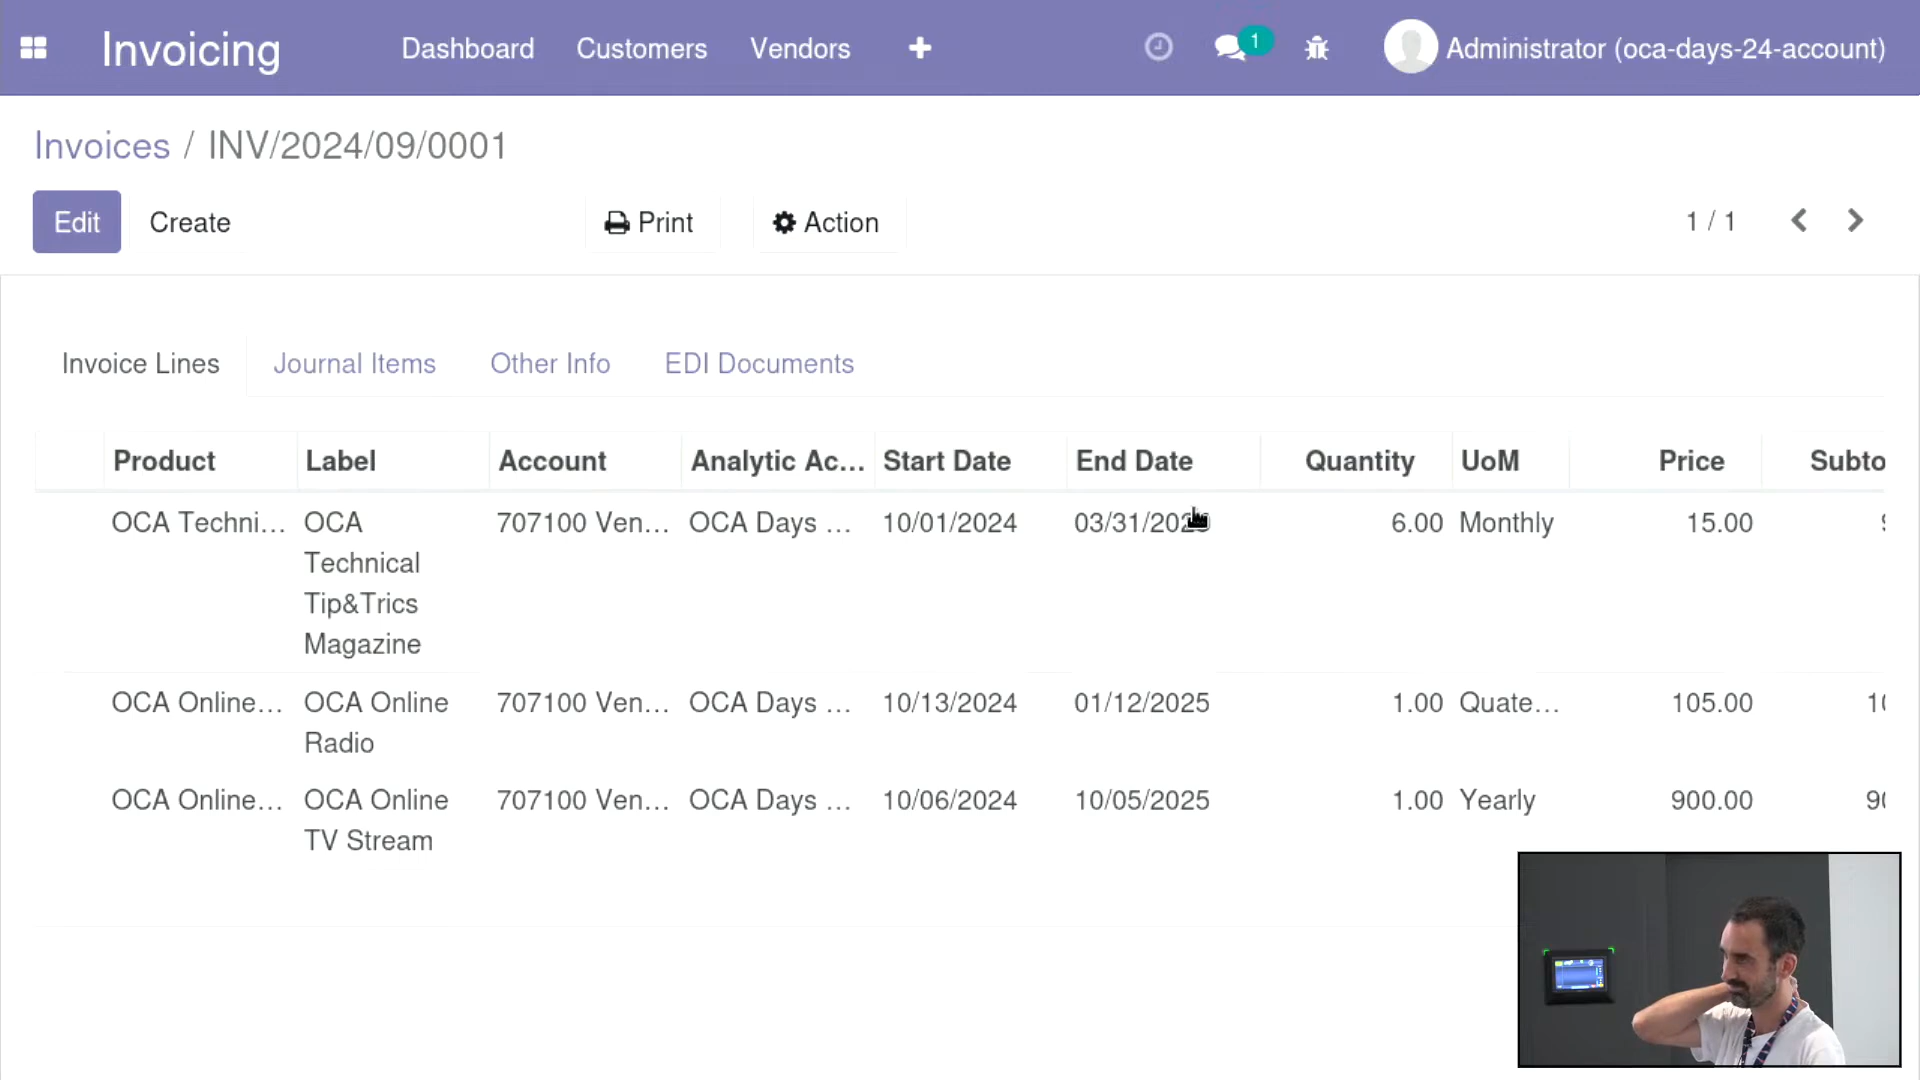 Invoicing Dashboard Customers Vendors 1 Administrator (oca-days-24-account)
Invoices / INV/2024/09/0001
Edit Create Print Action 1 / 1
Invoice Lines Journal Items Other Info EDI Documents
Product Label Account Analytic Ac... Start Date End Date Quantity UoM Price Subto
OCA Techni... OCA 707100 Ven... OCA Days ... 10/01/2024 6.00 Monthly 15.00
Technical
Tip&Trics
Magazine
OCA Online... OCA Online 707100 Ven... OCA Days ... 10/13/2024 01/12/2025 1.00 Quate... 105.00
Radio
OCA Online... OCA Online 707100 Ven... OCA Days ... 10/06/2024 10/05/2025 1.00 Yearly 900.00
TV Stream